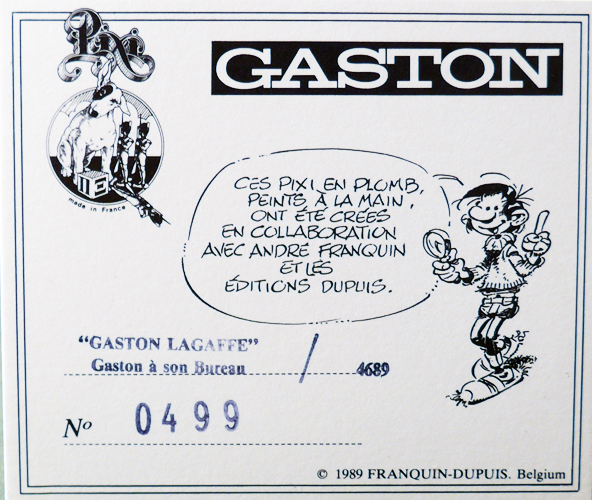 Pixi
GASTON
made in France
CES PIXI EN PLOMB,
PEINTS À LA MAIN,
ONT ÉTÉ CRÉÉS
EN COLLABORATION
AVEC ANDRÉ FRANQUIN
ET LES
ÉDITIONS DUPUIS.
"GASTON LAGAFFE"
Gaston à son Bureau / 4689
Nº 0499
© 1989 FRANQUIN-DUPUIS. Belgium